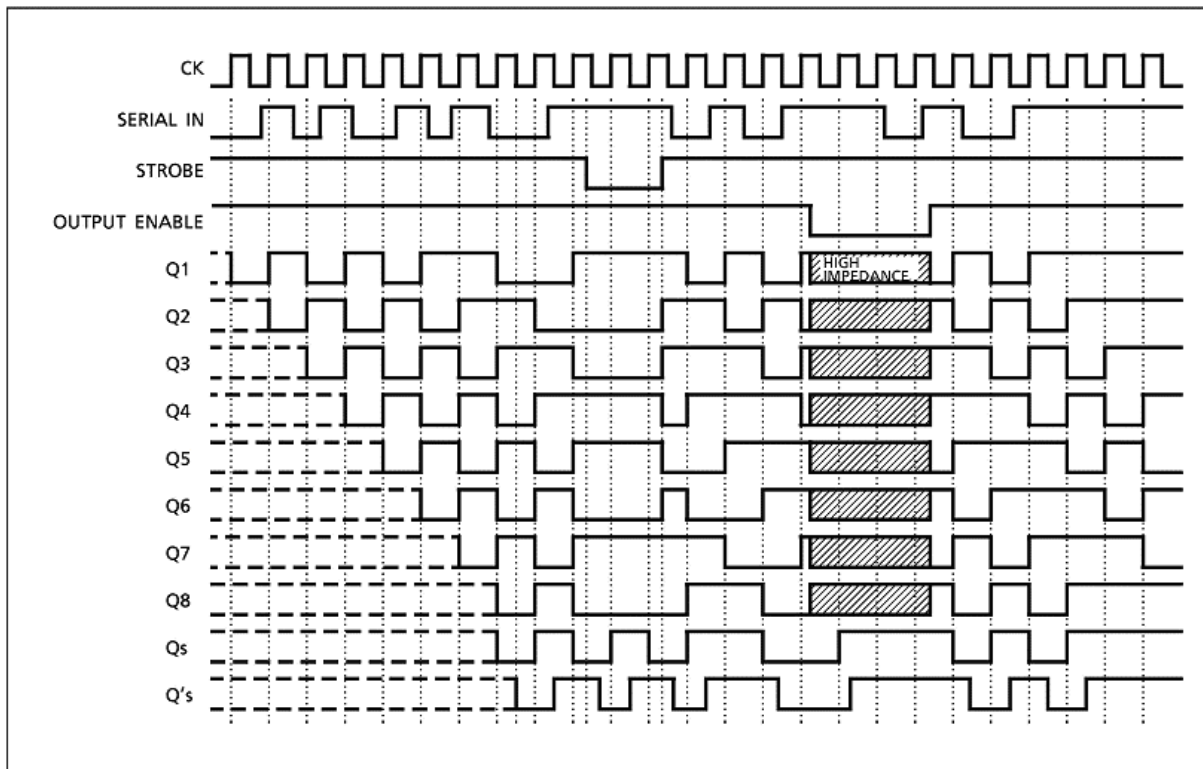 CK
SERIAL IN
STROBE
OUTPUT ENABLE
Q1
HIGH
IMPEDANCE
Q2
Q3
Q4
Q5
Q6
Q7
Q8
Qs
Q's